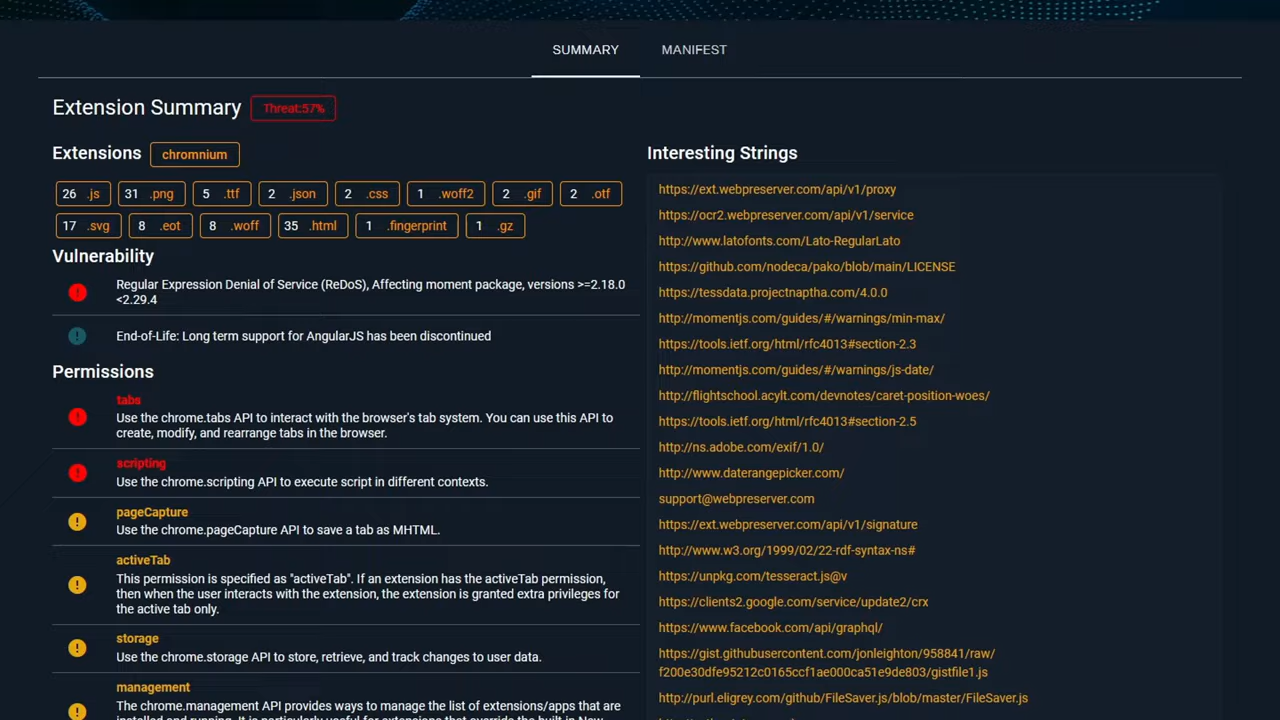 SUMMARY MANIFEST
Extension Summary Threat:57%
Extensions chromnium
26 .js 31 .png 5 .ttf 2 .json 2 .css 1 .woff2 2 .gif 2 .otf
17 .svg 8 .eot 8 .woff 35 .html 1 .fingerprint 1 .gz
Vulnerability
Regular Expression Denial of Service (ReDoS), Affecting moment package, versions >=2.18.0
<2.29.4
End-of-Life: Long term support for AngularJS has been discontinued
Permissions
tabs
Use the chrome.tabs API to interact with the browser's tab system. You can use this API to
create, modify, and rearrange tabs in the browser.
scripting
Use the chrome.scripting API to execute script in different contexts.
pageCapture
Use the chrome.pageCapture API to save a tab as MHTML.
activeTab
This permission is specified as "activeTab". If an extension has the activeTab permission,
then when the user interacts with the extension, the extension is granted extra privileges for
the active tab only.
storage
Use the chrome.storage API to store, retrieve, and track changes to user data.
management
The chrome.management API provides ways to manage the list of extensions/apps that are
installed and running. It is particularly useful for extensions that override the built-in New
Interesting Strings
https://ext.webpreserver.com/api/v1/proxy
https://ocr2.webpreserver.com/api/v1/service
http://www.latofonts.com/Lato-RegularLato
https://github.com/nodeca/pako/blob/main/LICENSE
https://tessdata.projectnaptha.com/4.0.0
http://momentjs.com/guides/#/warnings/min-max/
https://tools.ietf.org/html/rfc4013#section-2.3
http://momentjs.com/guides/#/warnings/js-date/
http://flightschool.acylt.com/devnotes/caret-position-woes/
https://tools.ietf.org/html/rfc4013#section-2.5
http://ns.adobe.com/exif/1.0/
http://www.daterangepicker.com/
support@webpreserver.com
https://ext.webpreserver.com/api/v1/signature
http://www.w3.org/1999/02/22-rdf-syntax-ns#
https://unpkg.com/tesseract.js@v
https://clients2.google.com/service/update2/crx
https://www.facebook.com/api/graphql/
https://gist.githubusercontent.com/jonleighton/958841/raw/
f200e30dfe95212c0165ccf1ae000ca51e9de803/gistfile1.js
http://purl.eligrey.com/github/FileSaver.js/blob/master/FileSaver.js